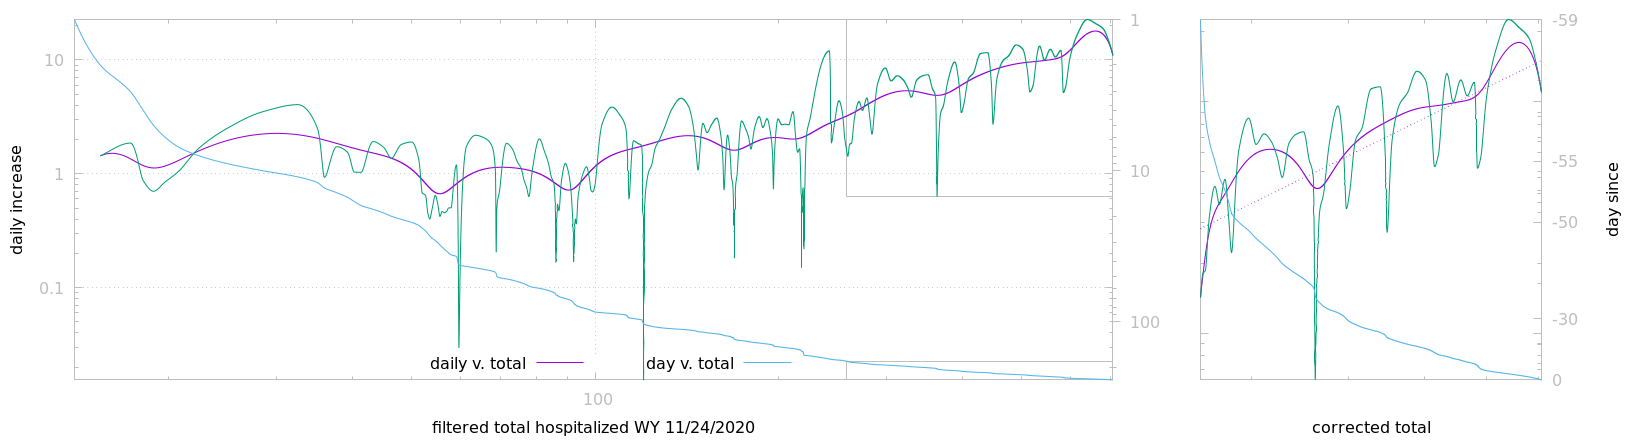 daily increase
10
1
0.1
daily v. total
day v. total
100
filtered total hospitalized WY 11/24/2020
1
10
100
-59
-55
-50
-30
0
day since
corrected total